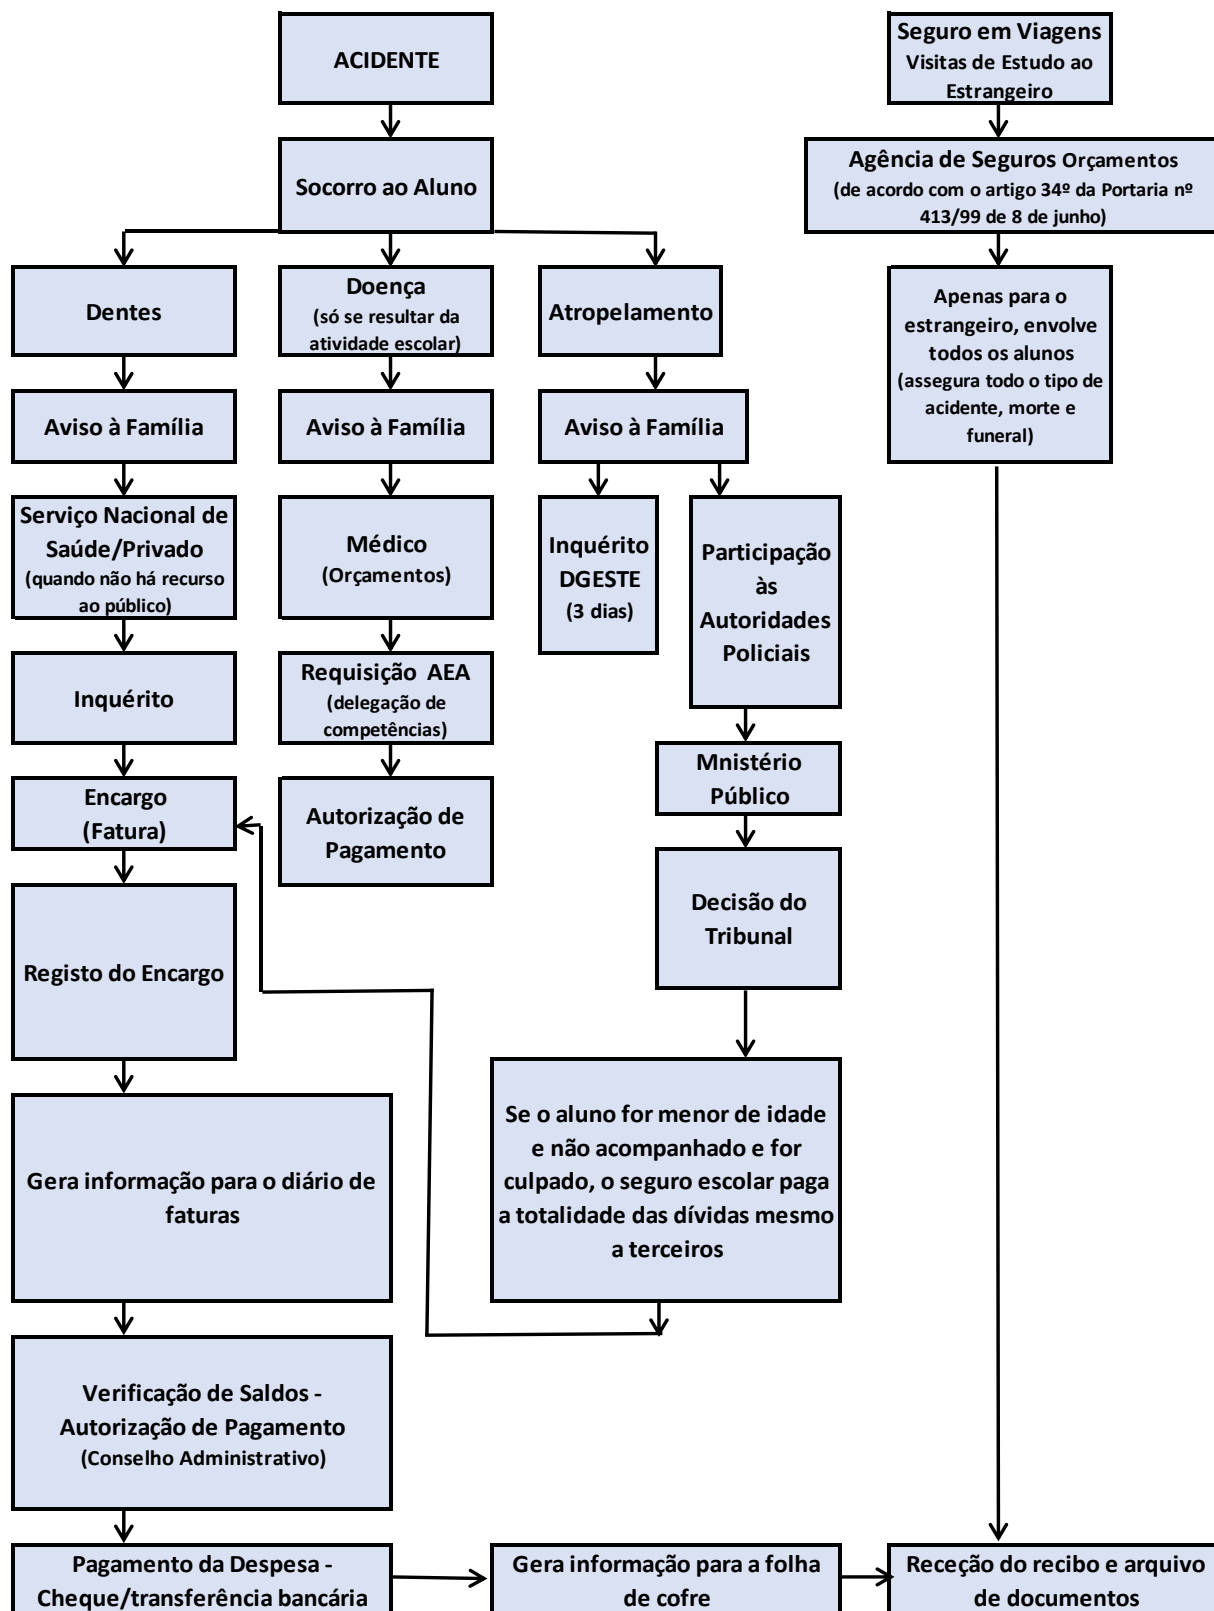 ACIDENTE
Seguro em Viagens
Visitas de Estudo ao
Estrangeiro
Socorro ao Aluno
Agência de Seguros Orçamentos
(de acordo com o artigo 34º da Portaria nº
413/99 de 8 de junho)
Dentes
Doença
(só se resultar da
atividade escolar)
Atropelamento
Apenas para o
estrangeiro, envolve
todos os alunos
(assegura todo o tipo de
acidente, morte e
funeral)
Aviso à Família
Aviso à Família
Aviso à Família
Serviço Nacional de
Saúde/Privado
(quando não há recurso
ao público)
Médico
(Orçamentos)
Inquérito
DGESTE
(3 dias)
Participação
às
Autoridades
Policiais
Inquérito
Requisição AEA
(delegação de
competências)
Mnistério
Público
Encargo
(Fatura)
Autorização de
Pagamento
Decisão do
Tribunal
Registo do Encargo
Se o aluno for menor de idade
e não acompanhado e for
culpado, o seguro escolar paga
a totalidade das dívidas mesmo
a terceiros
Gera informação para o diário de
faturas
Verificação de Saldos -
Autorização de Pagamento
(Conselho Administrativo)
Pagamento da Despesa -
Cheque/transferência bancária
Gera informação para a folha
de cofre
Receção do recibo e arquivo
de documentos